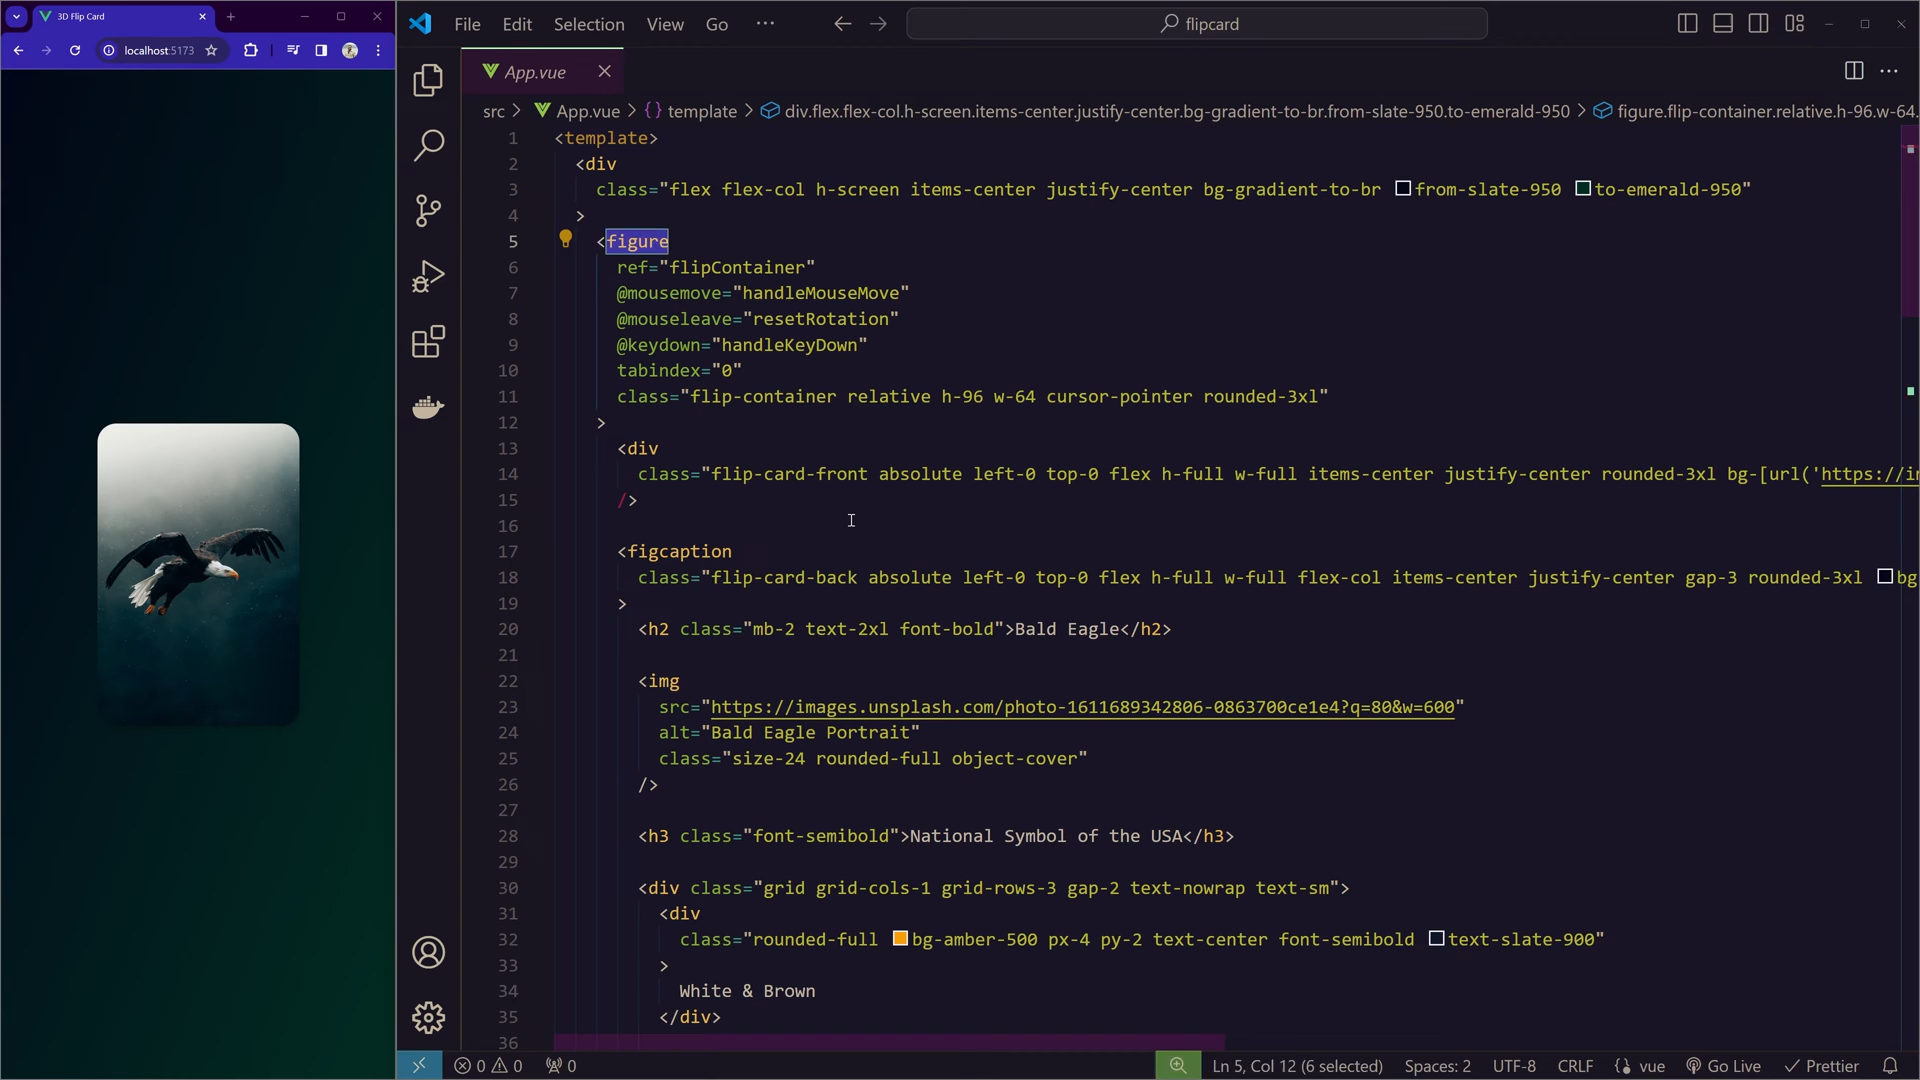 3D Flip Card
localhost:5173
File Edit Selection View Go ···
flipcard
App.vue
src > App.vue > {} template > div.flex.flex-col.h-screen.items-center.justify-center.bg-gradient-to-br.from-slate-950.to-emerald-950 > figure.flip-container.relative.h-96.w-64.
1 <template>
2 <div
3 class="flex flex-col h-screen items-center justify-center bg-gradient-to-br from-slate-950 to-emerald-950"
4 >
5 <figure
6 ref="flipContainer"
7 @mousemove="handleMouseMove"
8 @mouseleave="resetRotation"
9 @keydown="handleKeyDown"
10 tabindex="0"
11 class="flip-container relative h-96 w-64 cursor-pointer rounded-3xl"
12 >
13 <div
14 class="flip-card-front absolute left-0 top-0 flex h-full w-full items-center justify-center rounded-3xl bg-[url('https://i
15 />
16
17 <figcaption
18 class="flip-card-back absolute left-0 top-0 flex h-full w-full flex-col items-center justify-center gap-3 rounded-3xl bg
19 >
20 <h2 class="mb-2 text-2xl font-bold">Bald Eagle</h2>
21
22 <img
23 src="https://images.unsplash.com/photo-1611689342806-0863700ce1e4?q=80&w=600"
24 alt="Bald Eagle Portrait"
25 class="size-24 rounded-full object-cover"
26 />
27
28 <h3 class="font-semibold">National Symbol of the USA</h3>
29
30 <div class="grid grid-cols-1 grid-rows-3 gap-2 text-nowrap text-sm">
31 <div
32 class="rounded-full bg-amber-500 px-4 py-2 text-center font-semibold text-slate-900"
33 >
34 White & Brown
35 </div>
36
0 0 0 Ln 5, Col 12 (6 selected) Spaces: 2 UTF-8 CRLF vue Go Live Prettier